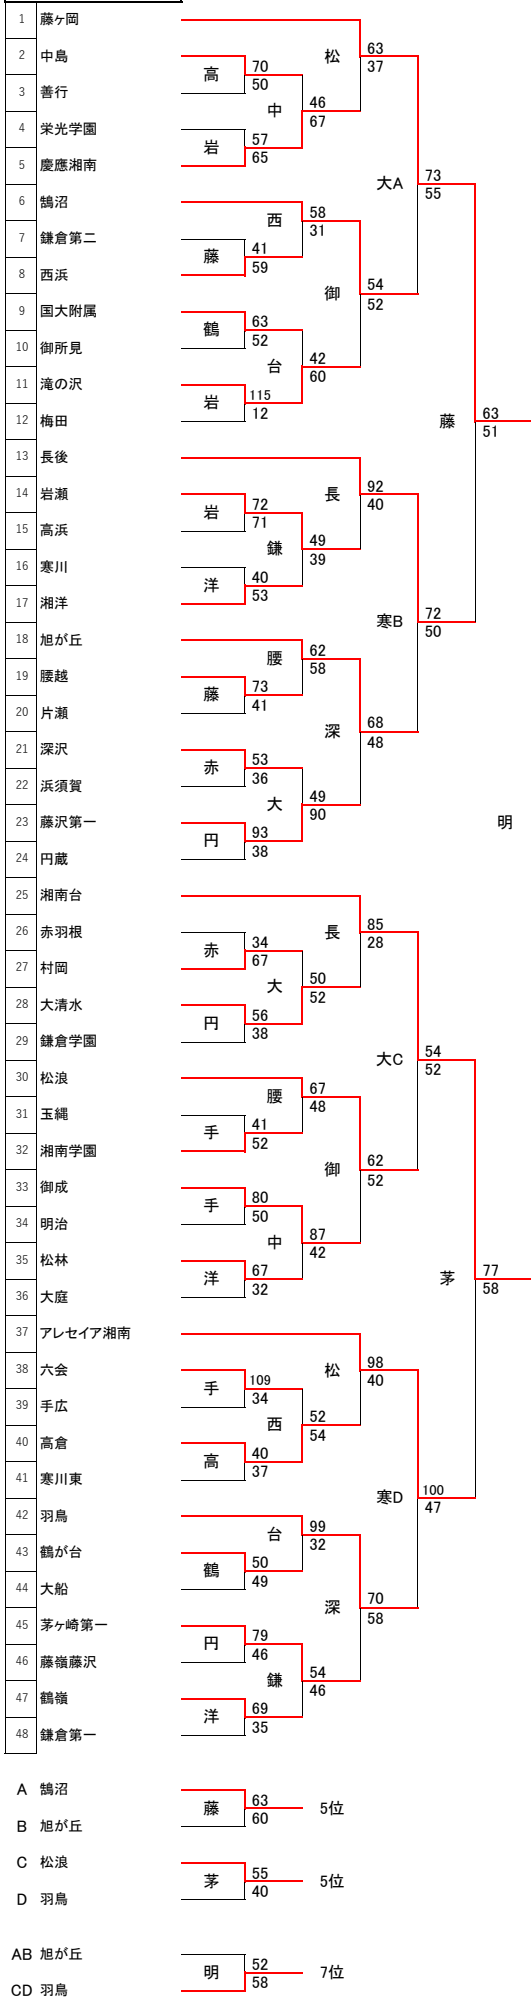 1 藤ヶ岡
松 63
37
2 中島
高 70
50
3 善行
中 46
67
4 栄光学園
岩 57
65
5 慶應湘南
大A 73
55
6 鵠沼
西 58
31
7 鎌倉第二
藤 41
59
8 西浜
御 54
52
9 国大附属
鶴 63
52
10 御所見
台 42
60
11 滝の沢
岩 115
12
12 梅田
藤 63
51
13 長後
長 92
40
14 岩瀬
岩 72
71
15 高浜
鎌 49
39
16 寒川
洋 40
53
17 湘洋
寒B 72
50
18 旭が丘
腰 62
58
19 腰越
藤 73
41
20 片瀬
深 68
48
21 深沢
赤 53
36
22 浜須賀
大 49
90
23 藤沢第一
円 93
38
24 円蔵
明
25 湘南台
長 85
28
26 赤羽根
赤 34
67
27 村岡
大 50
52
28 大清水
円 56
38
29 鎌倉学園
大C 54
52
30 松浪
腰 67
48
31 玉縄
手 41
52
32 湘南学園
御 62
52
33 御成
手 80
50
34 明治
中 87
42
35 松林
洋 67
32
36 大庭
茅 77
58
37 アレセイア湘南
松 98
40
38 六会
手 109
34
39 手広
西 52
54
40 高倉
高 40
37
41 寒川東
寒D 100
47
42 羽鳥
台 99
32
43 鶴が台
鶴 50
49
44 大船
深 70
58
45 茅ヶ崎第一
円 79
46
46 藤嶺藤沢
鎌 54
46
47 鶴嶺
洋 69
35
48 鎌倉第一
A 鵠沼
藤 63
60
5位
B 旭が丘
C 松浪
茅 55
40
5位
D 羽鳥
AB 旭が丘
明 52
58
7位
CD 羽鳥